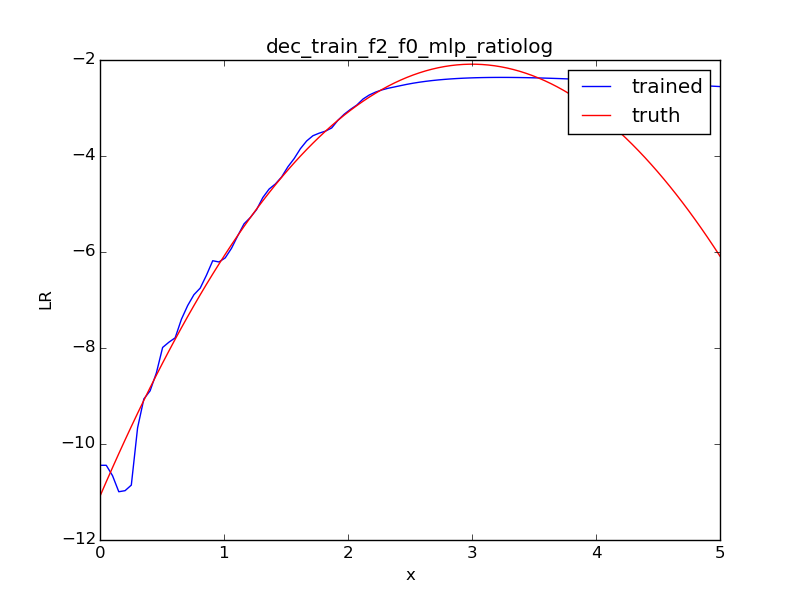 dec_train_f2_f0_mlp_ratiolog
−2
−4
−6
−8
−10
−12
LR
trained
truth
0 1 2 3 4 5
x